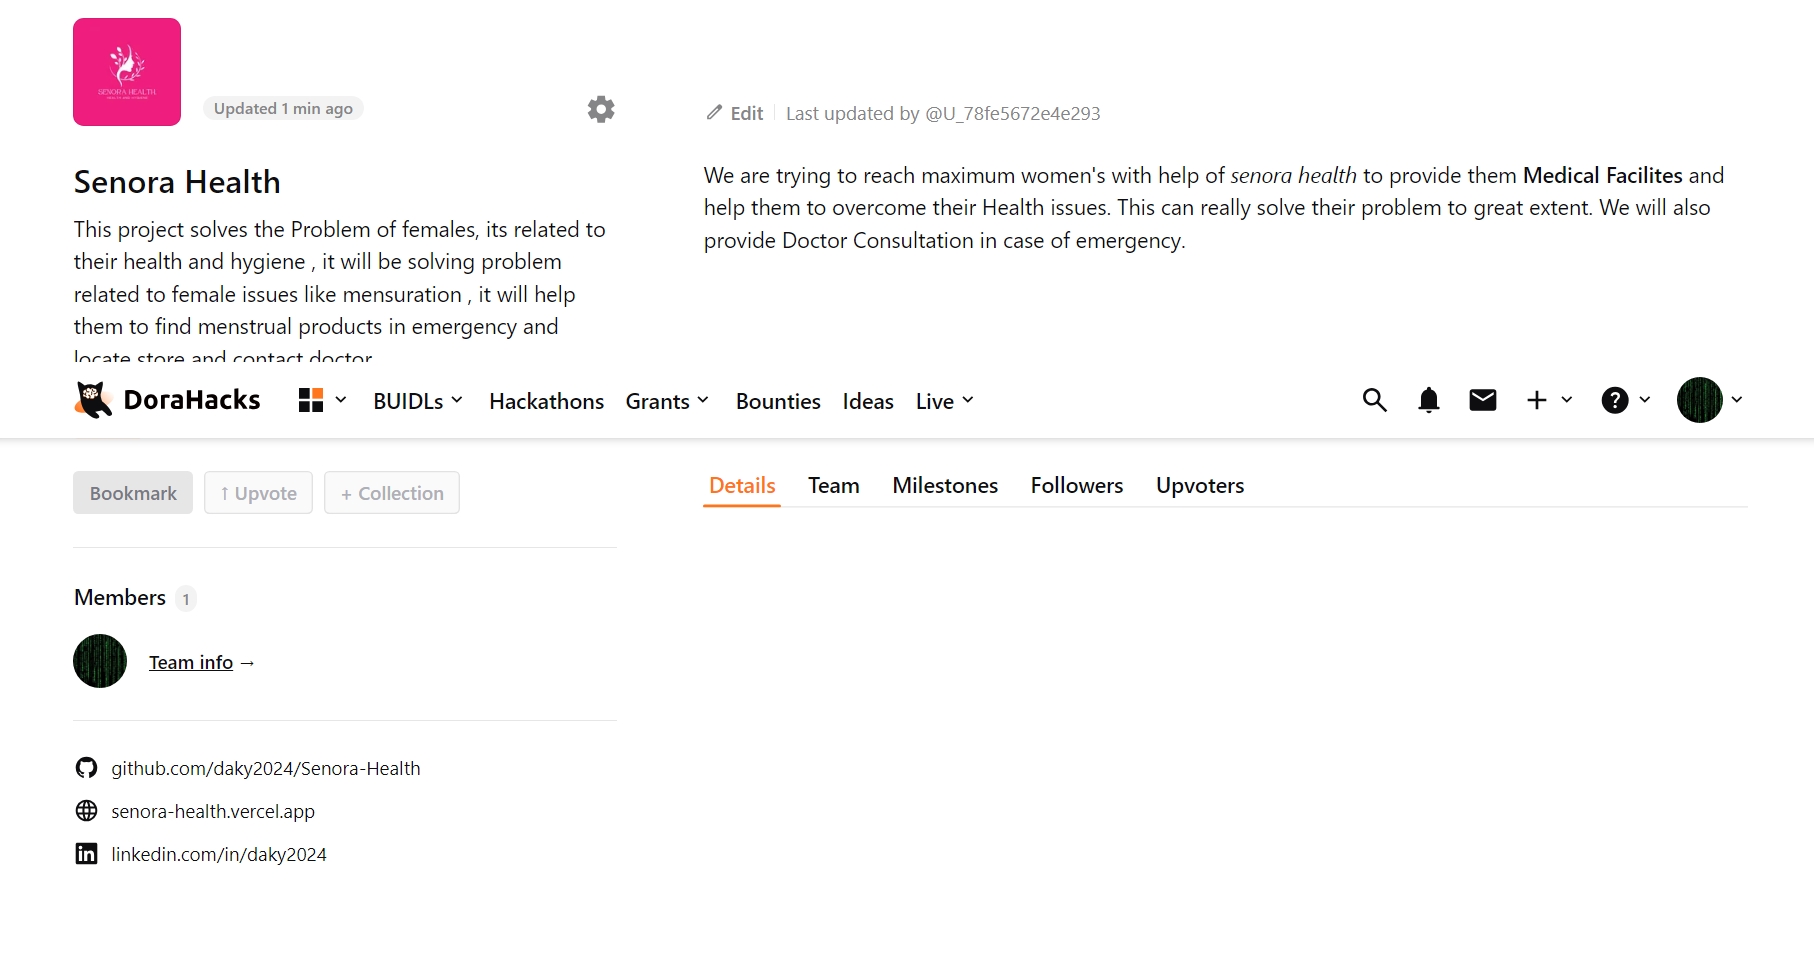 SENORA HEALTH
Updated 1 min ago
Senora Health
This project solves the Problem of females, its related to
their health and hygiene , it will be solving problem
related to female issues like mensuration , it will help
them to find menstrual products in emergency and
locate store and contact doctor
Edit
Last updated by @U_78fe5672e4e293
We are trying to reach maximum women's with help of senora health to provide them Medical Facilites and
help them to overcome their Health issues. This can really solve their problem to great extent. We will also
provide Doctor Consultation in case of emergency.
DoraHacks BUIDLs Hackathons Grants Bounties Ideas Live
Bookmark ↑ Upvote + Collection
Details Team Milestones Followers Upvoters
Members 1
Team info →
github.com/daky2024/Senora-Health
senora-health.vercel.app
linkedin.com/in/daky2024